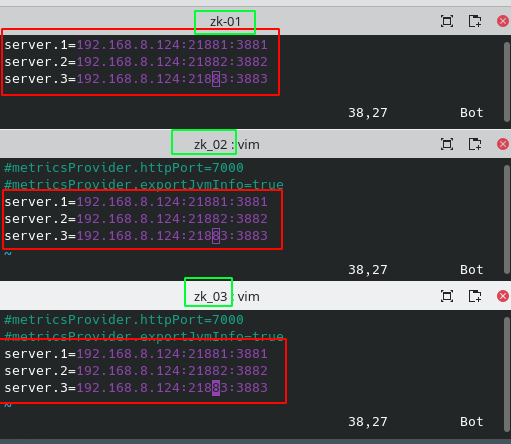 zk-01
server.1=192.168.8.124:21881:3881
server.2=192.168.8.124:21882:3882
server.3=192.168.8.124:21883:3883
38,27 Bot
zk_02 : vim
#metricsProvider.httpPort=7000
#metricsProvider.exportJvmInfo=true
server.1=192.168.8.124:21881:3881
server.2=192.168.8.124:21882:3882
server.3=192.168.8.124:21883:3883
~
38,27 Bot
zk_03 : vim
#metricsProvider.httpPort=7000
#metricsProvider.exportJvmInfo=true
server.1=192.168.8.124:21881:3881
server.2=192.168.8.124:21882:3882
server.3=192.168.8.124:21883:3883
~
38,27 Bot